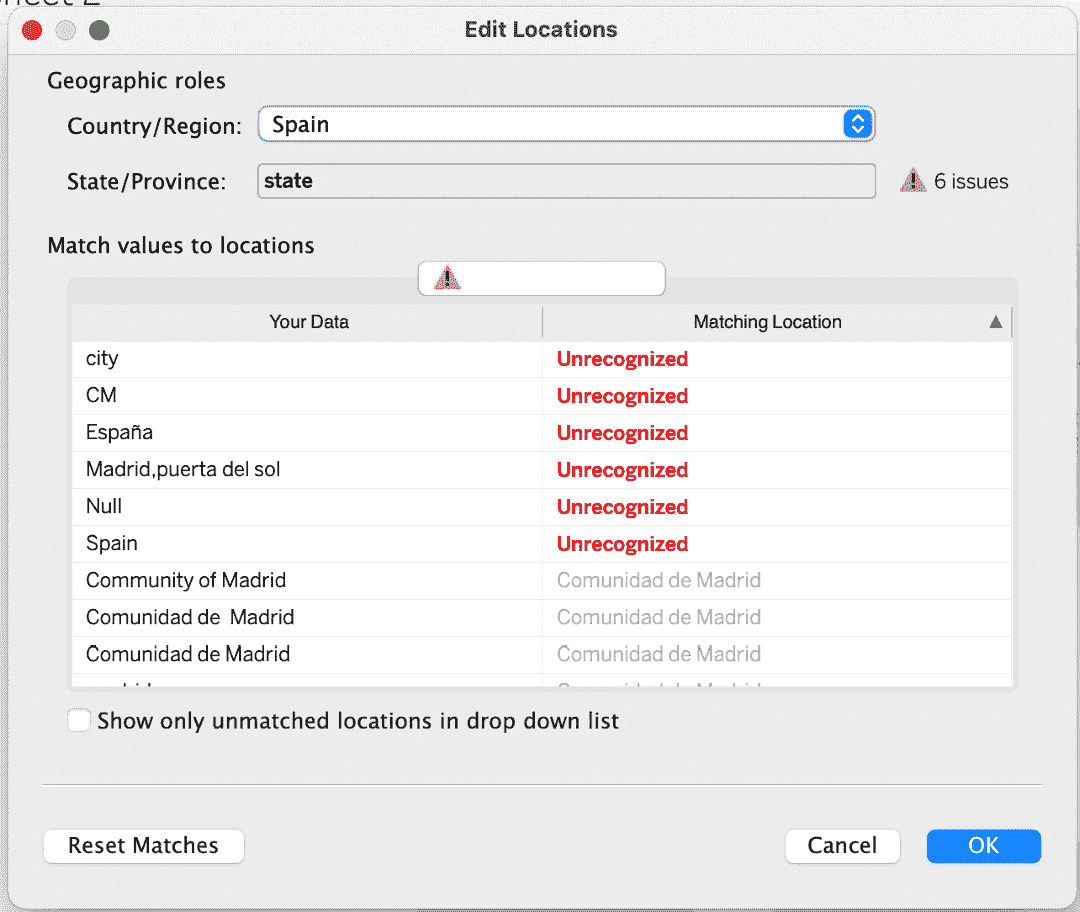 Edit Locations
Geographic roles
Country/Region: Spain
State/Province: state 6 issues
Match values to locations
Your Data Matching Location
city Unrecognized
CM Unrecognized
España Unrecognized
Madrid,puerta del sol Unrecognized
Null Unrecognized
Spain Unrecognized
Community of Madrid Comunidad de Madrid
Comunidad de  Madrid Comunidad de Madrid
Comunidad de Madrid Comunidad de Madrid
Show only unmatched locations in drop down list
Reset Matches Cancel OK